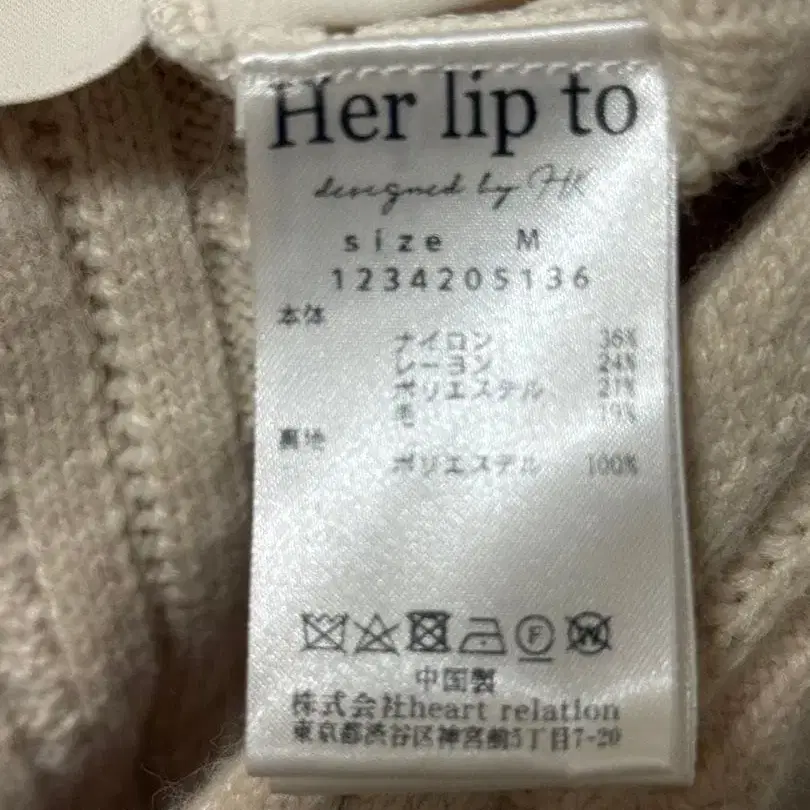 Her lip to
designed by HK
size M
1234205136
本体
ナイロン 36%
レーヨン 24%
ポリエステル 21%
毛 19%
裏地
ポリエステル 100%
F W
中国製
株式会社heart relation
東京都渋谷区神宮前5丁目7-20